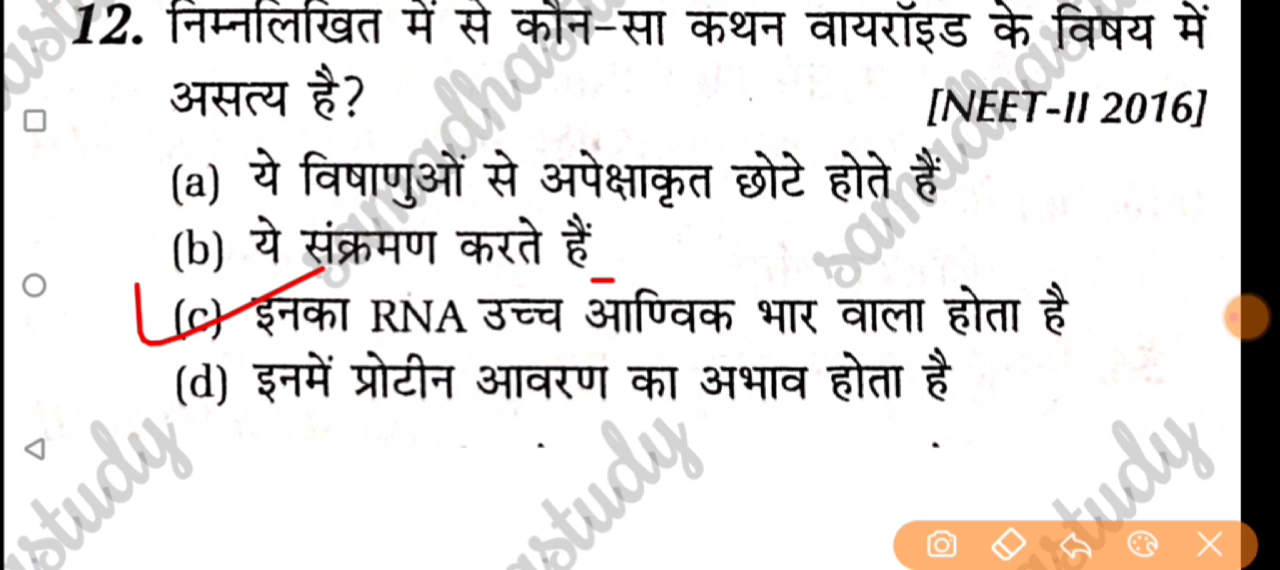 12. निम्नलिखित में से कौन-सा कथन वायरॉइड के विषय में
असत्य है?
[NEET-II 2016]
(a) ये विषाणुओं से अपेक्षाकृत छोटे होते हैं
(b) ये संक्रमण करते हैं
(c) इनका RNA उच्च आण्विक भार वाला होता है
(d) इनमें प्रोटीन आवरण का अभाव होता है
samadhastudy